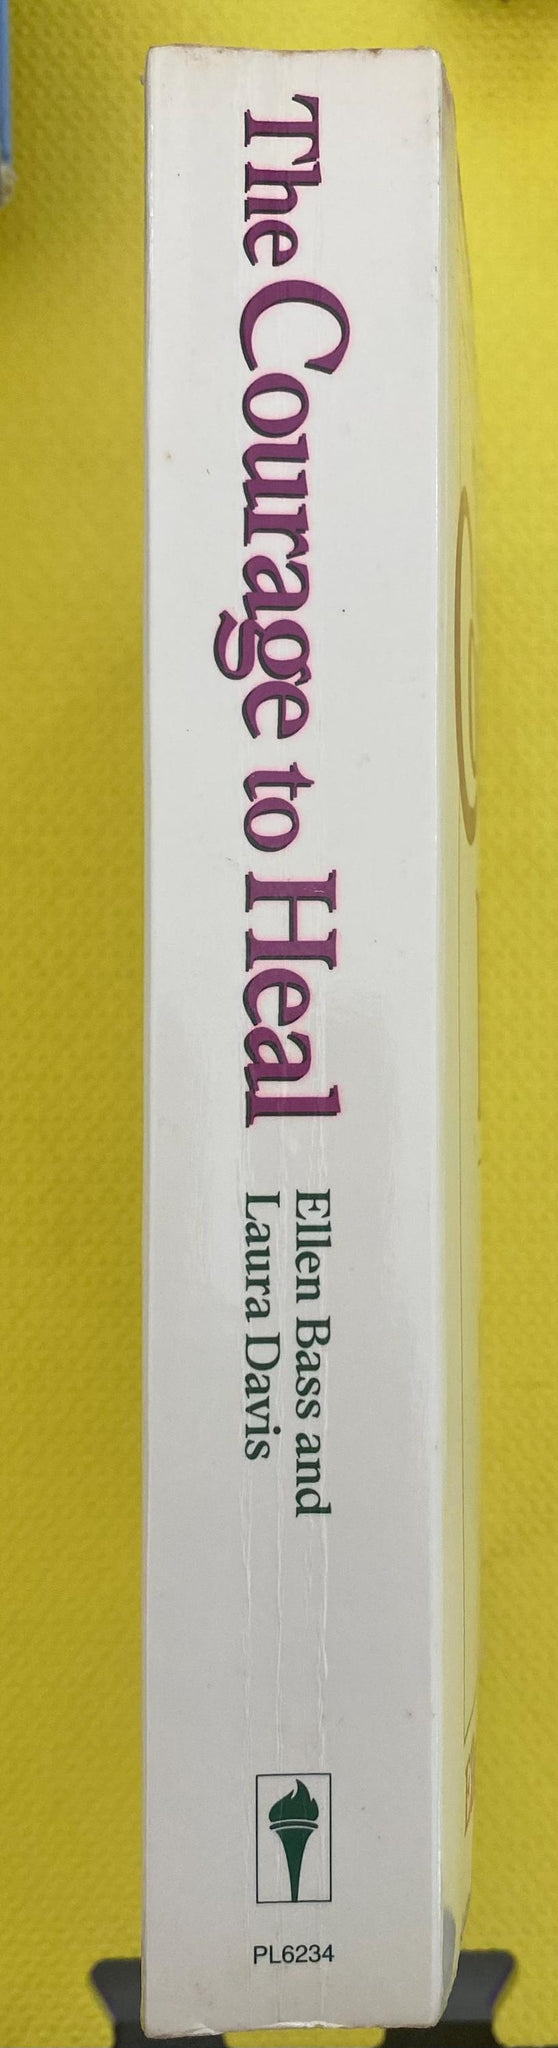 The Courage to Heal
Ellen Bass and
Laura Davis
PL6234